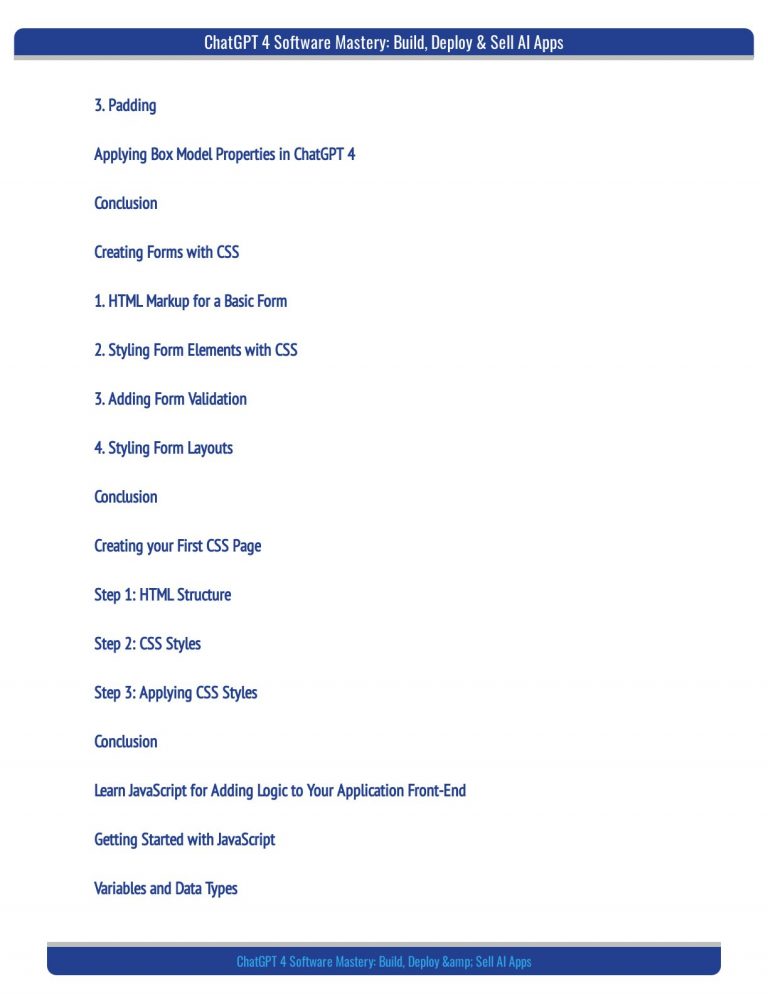 ChatGPT 4 Software Mastery: Build, Deploy & Sell AI Apps
3. Padding
Applying Box Model Properties in ChatGPT 4
Conclusion
Creating Forms with CSS
1. HTML Markup for a Basic Form
2. Styling Form Elements with CSS
3. Adding Form Validation
4. Styling Form Layouts
Conclusion
Creating your First CSS Page
Step 1: HTML Structure
Step 2: CSS Styles
Step 3: Applying CSS Styles
Conclusion
Learn JavaScript for Adding Logic to Your Application Front-End
Getting Started with JavaScript
Variables and Data Types
ChatGPT 4 Software Mastery: Build, Deploy &amp; Sell AI Apps